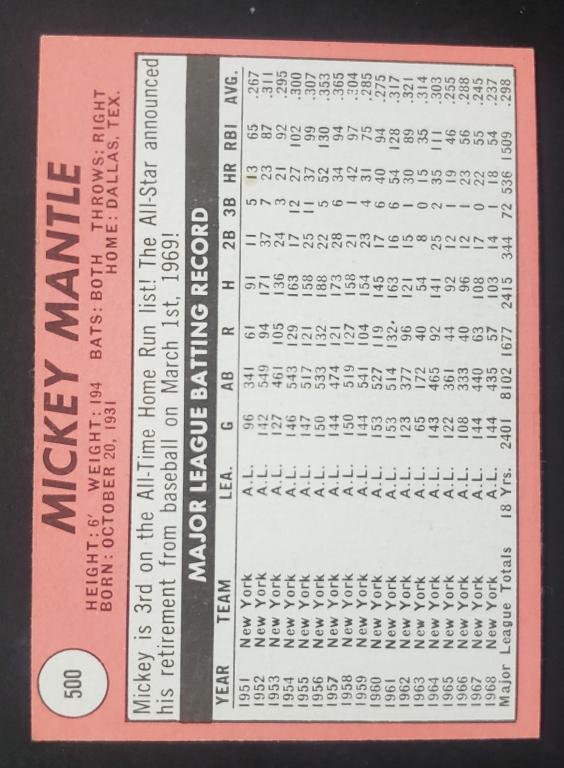 500
MICKEY MANTLE
HEIGHT: 6' WEIGHT: 194 BATS: BOTH THROWS: RIGHT
BORN: OCTOBER 20, 1931 HOME: DALLAS, TEX.
Mickey is 3rd on the All-Time Home Run list! The All-Star announced
his retirement from baseball on March 1st, 1969!
MAJOR LEAGUE BATTING RECORD
YEAR TEAM LEA. G AB R H 2B 3B HR RBI AVG.
1951 New York A.L. 96 341 61 91 11 5 13 65 .267
1952 New York A.L. 142 549 94 171 37 7 23 87 .311
1953 New York A.L. 127 461 105 136 24 3 21 92 .295
1954 New York A.L. 146 543 129 163 17 12 27 102 .300
1955 New York A.L. 147 517 121 158 25 11 37 99 .307
1956 New York A.L. 150 533 132 188 22 5 52 130 .353
1957 New York A.L. 144 474 121 173 28 6 34 94 .365
1958 New York A.L. 150 519 127 158 21 1 42 97 .304
1959 New York A.L. 144 541 104 154 23 4 31 75 .285
1960 New York A.L. 153 527 119 145 17 6 40 94 .275
1961 New York A.L. 153 514 132 163 16 6 54 128 .317
1962 New York A.L. 123 377 96 121 15 1 30 89 .321
1963 New York A.L. 65 172 40 54 8 0 15 35 .314
1964 New York A.L. 143 465 92 141 25 2 35 111 .303
1965 New York A.L. 122 361 44 92 12 1 19 46 .255
1966 New York A.L. 108 333 40 96 12 1 23 56 .288
1967 New York A.L. 144 440 63 108 17 0 22 55 .245
1968 New York A.L. 144 435 57 103 14 1 18 54 .237
Major League Totals 18 Yrs. 2401 8102 1677 2415 344 72 536 1509 .298